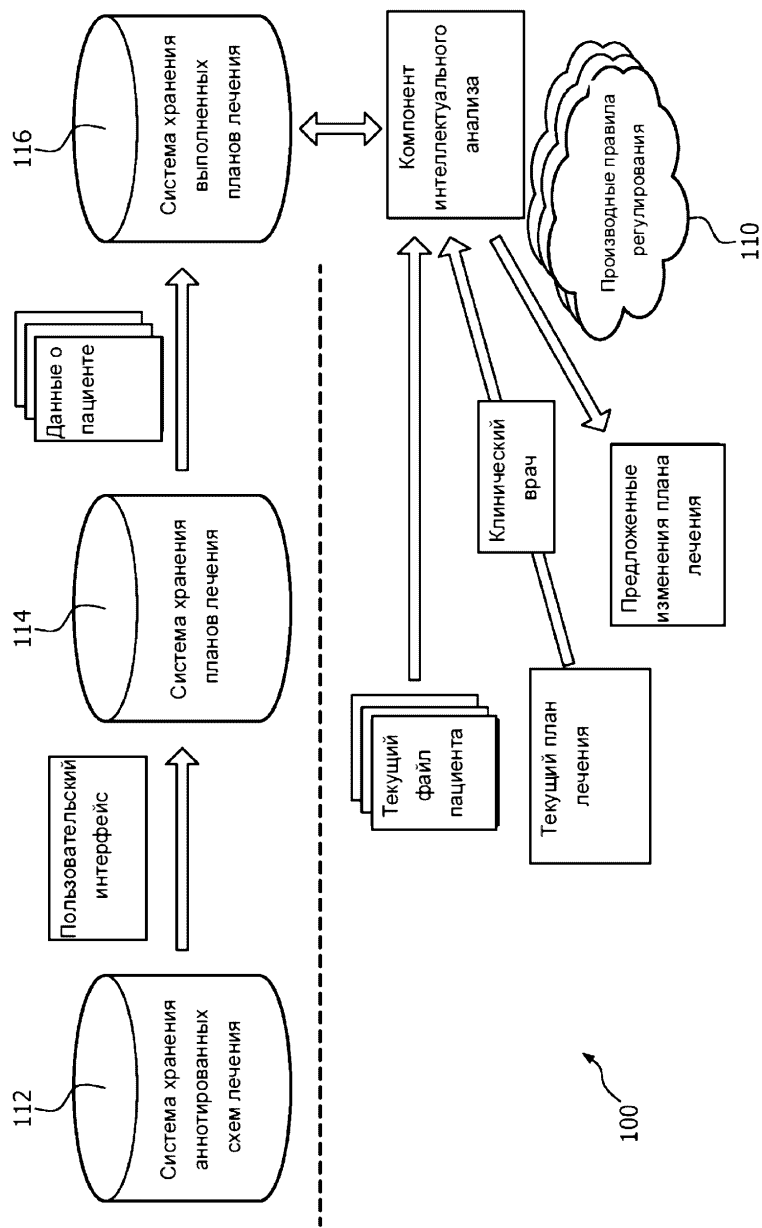 112
Система хранения
аннотированных
схем лечения
Пользовательский
интерфейс
114
Система хранения
планов лечения
Данные о
пациенте
116
Система хранения
выполненных
планов лечения
Текущий
файл
пациента
Текущий план
лечения
Клинический
врач
Компонент
интеллектуального
анализа
Предложенные
изменения плана
лечения
Производные правила
регулирования
110
100